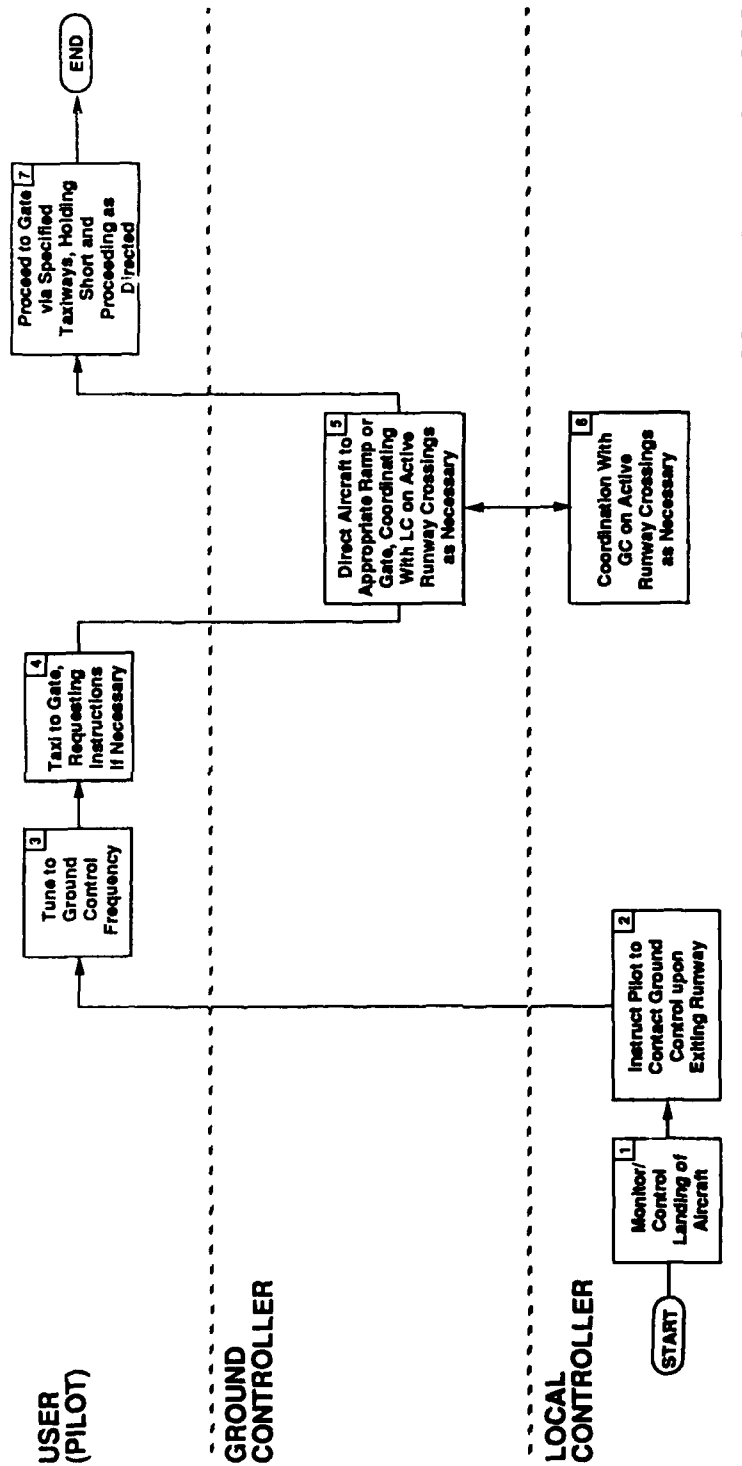 USER
(PILOT)
3
Tune to
Ground
Control
Frequency
4
Taxi to Gate,
Requesting
Instructions
If Necessary
7
Proceed to Gate
via Specified
Taxiways, Holding
Short and
Proceeding as
Directed
END
GROUND
CONTROLLER
5
Direct Aircraft to
Appropriate Ramp or
Gate, Coordinating
With LC on Active
Runway Crossings
as Necessary
LOCAL
CONTROLLER
START
1
Monitor/
Control
Landing of
Aircraft
2
Instruct Pilot to
Contact Ground
Control upon
Exiting Runway
6
Coordination With
GC on Active
Runway Crossings
as Necessary